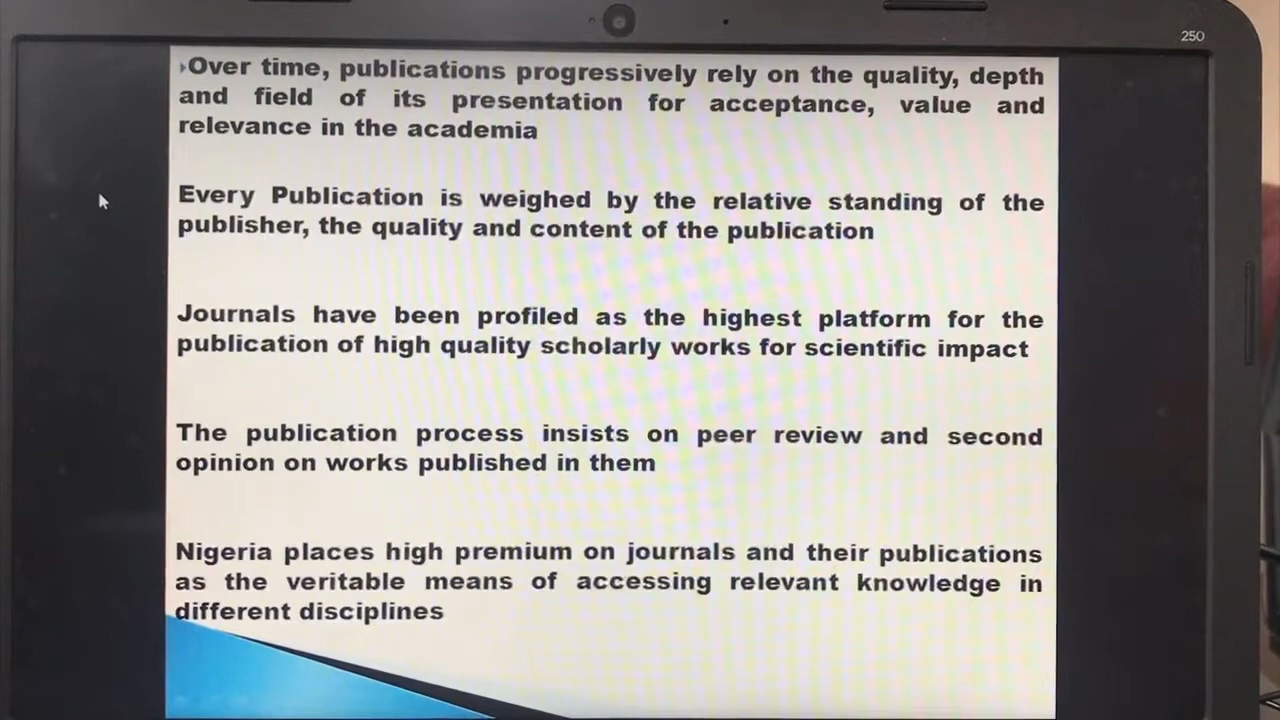 250
Over time, publications progressively rely on the quality, depth
and field of its presentation for acceptance, value and
relevance in the academia
Every Publication is weighed by the relative standing of the
publisher, the quality and content of the publication
Journals have been profiled as the highest platform for the
publication of high quality scholarly works for scientific impact
The publication process insists on peer review and second
opinion on works published in them
Nigeria places high premium on journals and their publications
as the veritable means of accessing relevant knowledge in
different disciplines